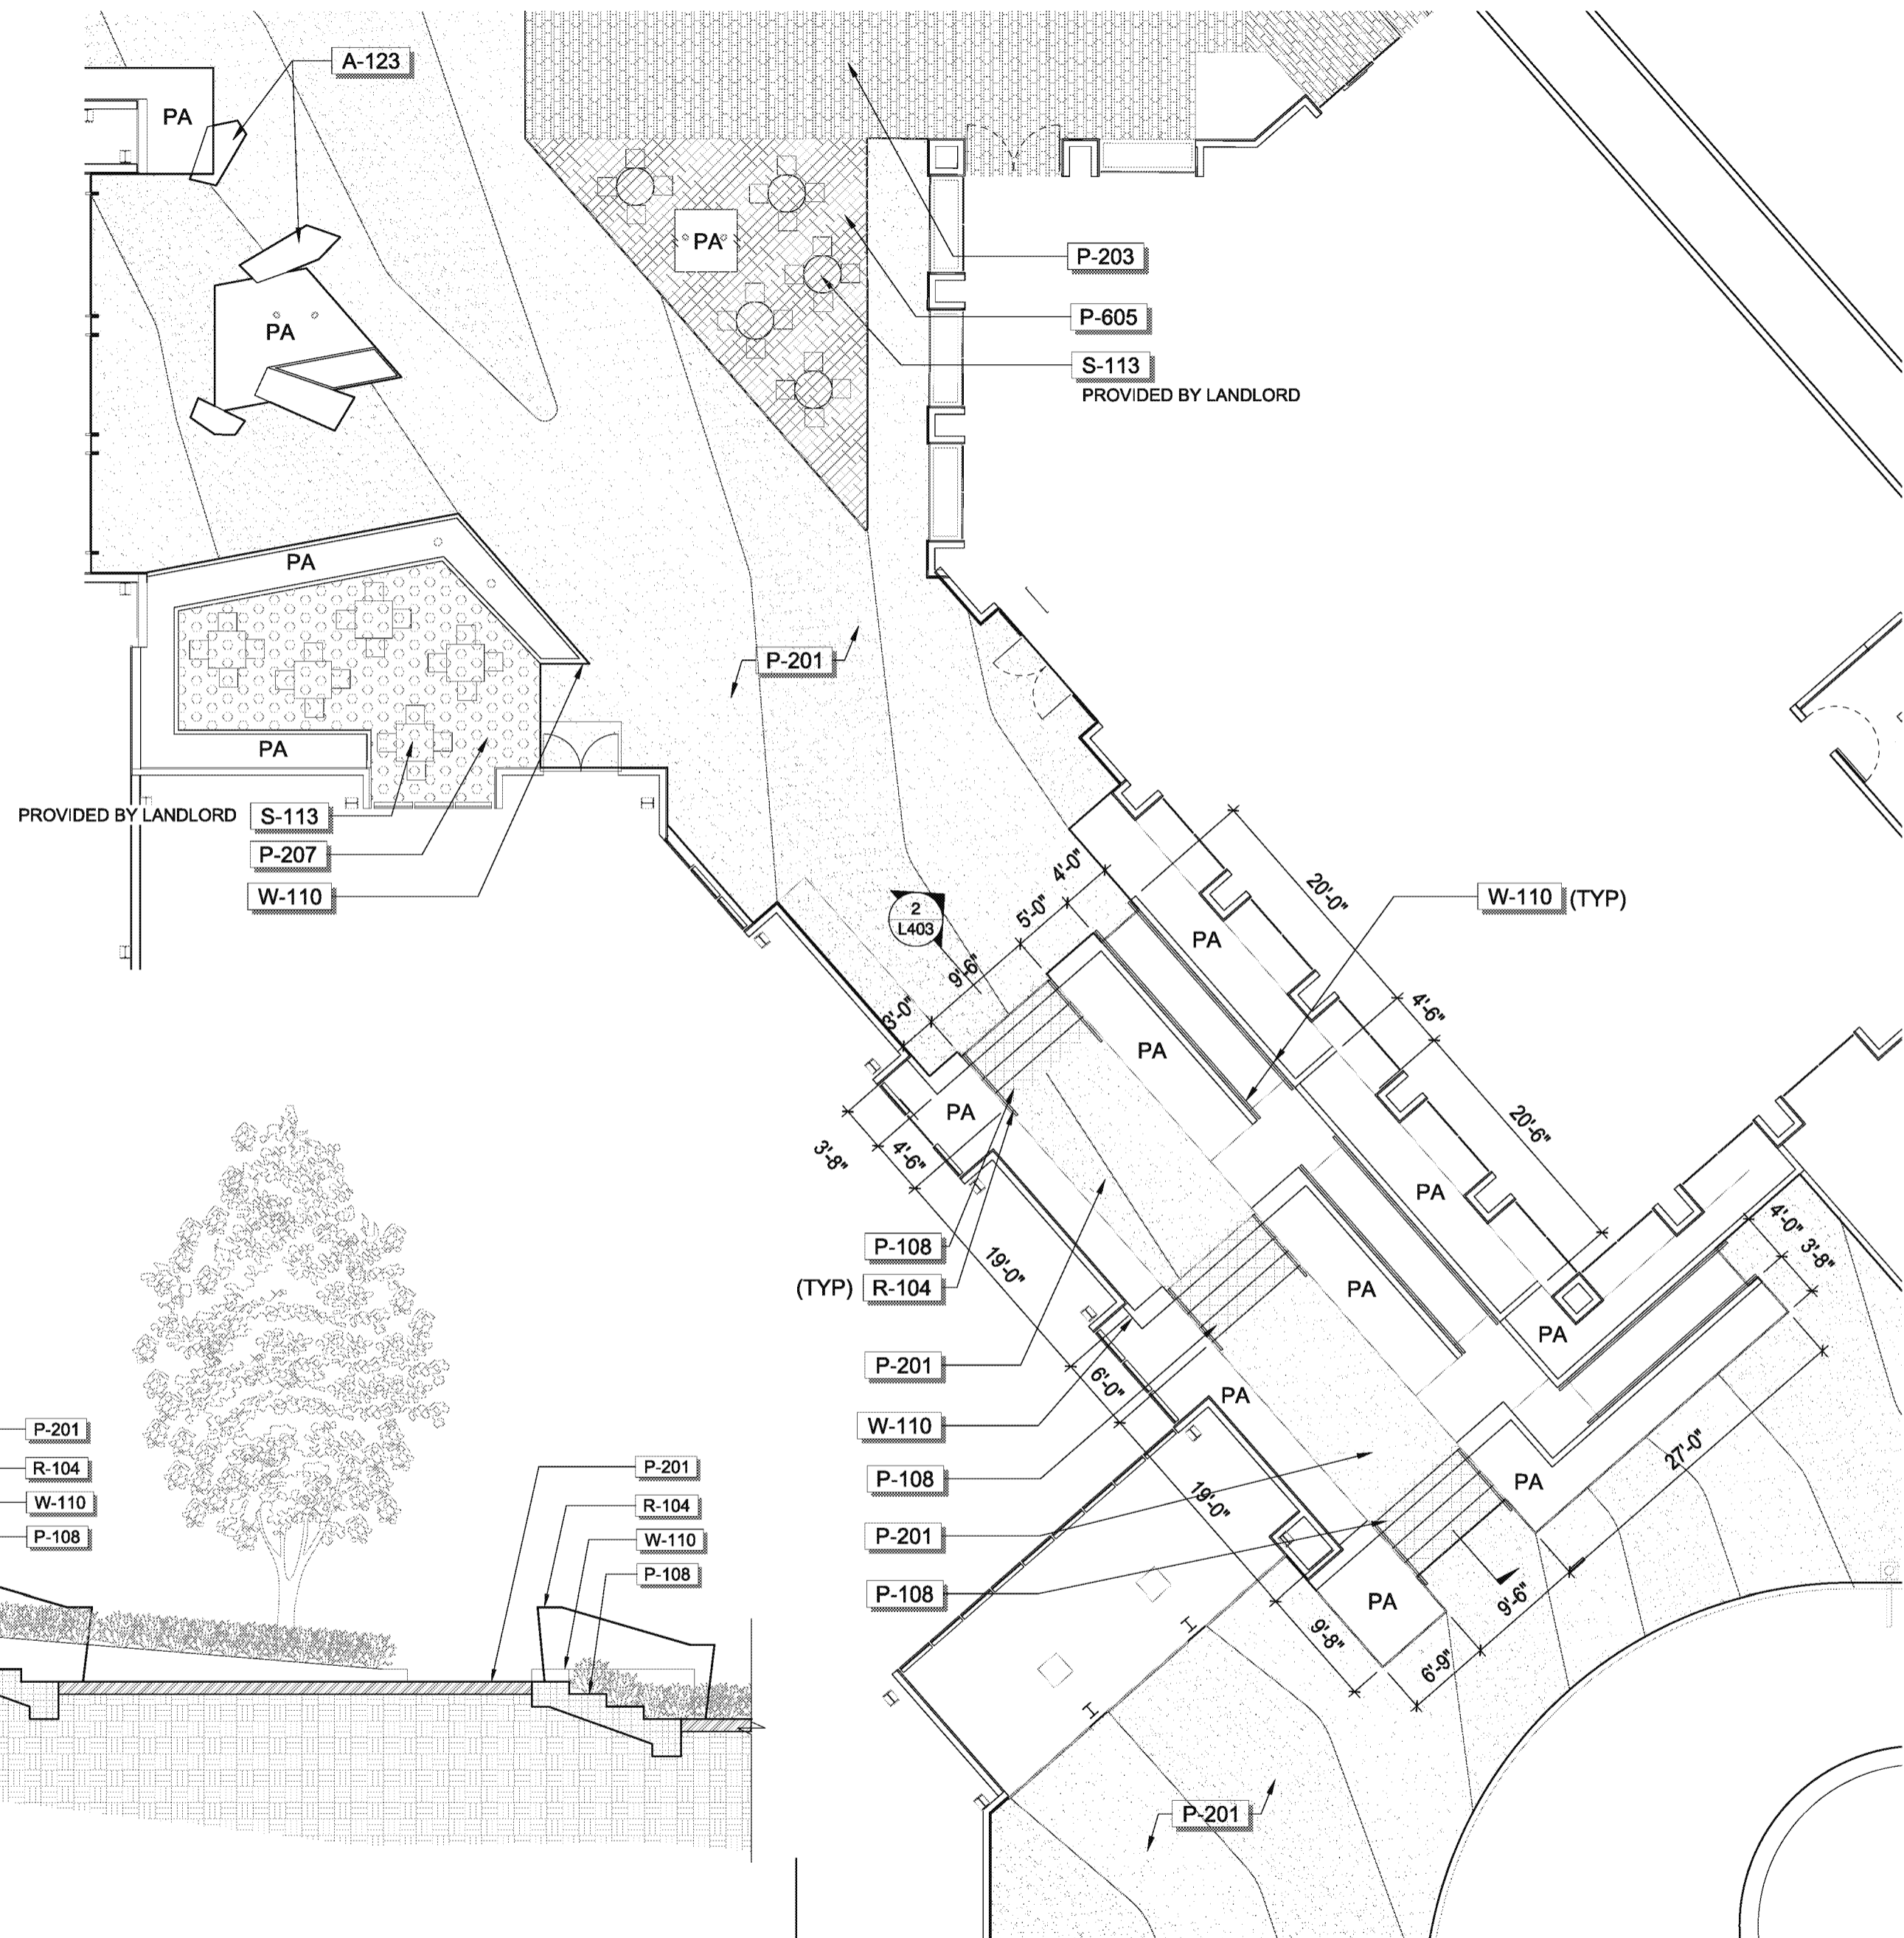 A-123
PA
PA
PA
P-203
P-605
S-113
PROVIDED BY LANDLORD
PA
P-201
PA
PROVIDED BY LANDLORD S-113
P-207
W-110
2
L403
3'-0"
9'-6"
5'-0"
4'-0"
20'-0"
W-110 (TYP)
PA
4'-6"
PA
PA
3'-8"
4'-6"
20'-6"
PA
4'-0"
3'-8"
P-108
(TYP) R-104
19'-0"
PA
PA
P-201
6'-0"
PA
W-110
P-108
19'-0"
PA
27'-0"
P-201
P-108
PA
9'-6"
9'-8"
6'-9"
P-201
P-201
R-104
W-110
P-108
P-201
R-104
W-110
P-108